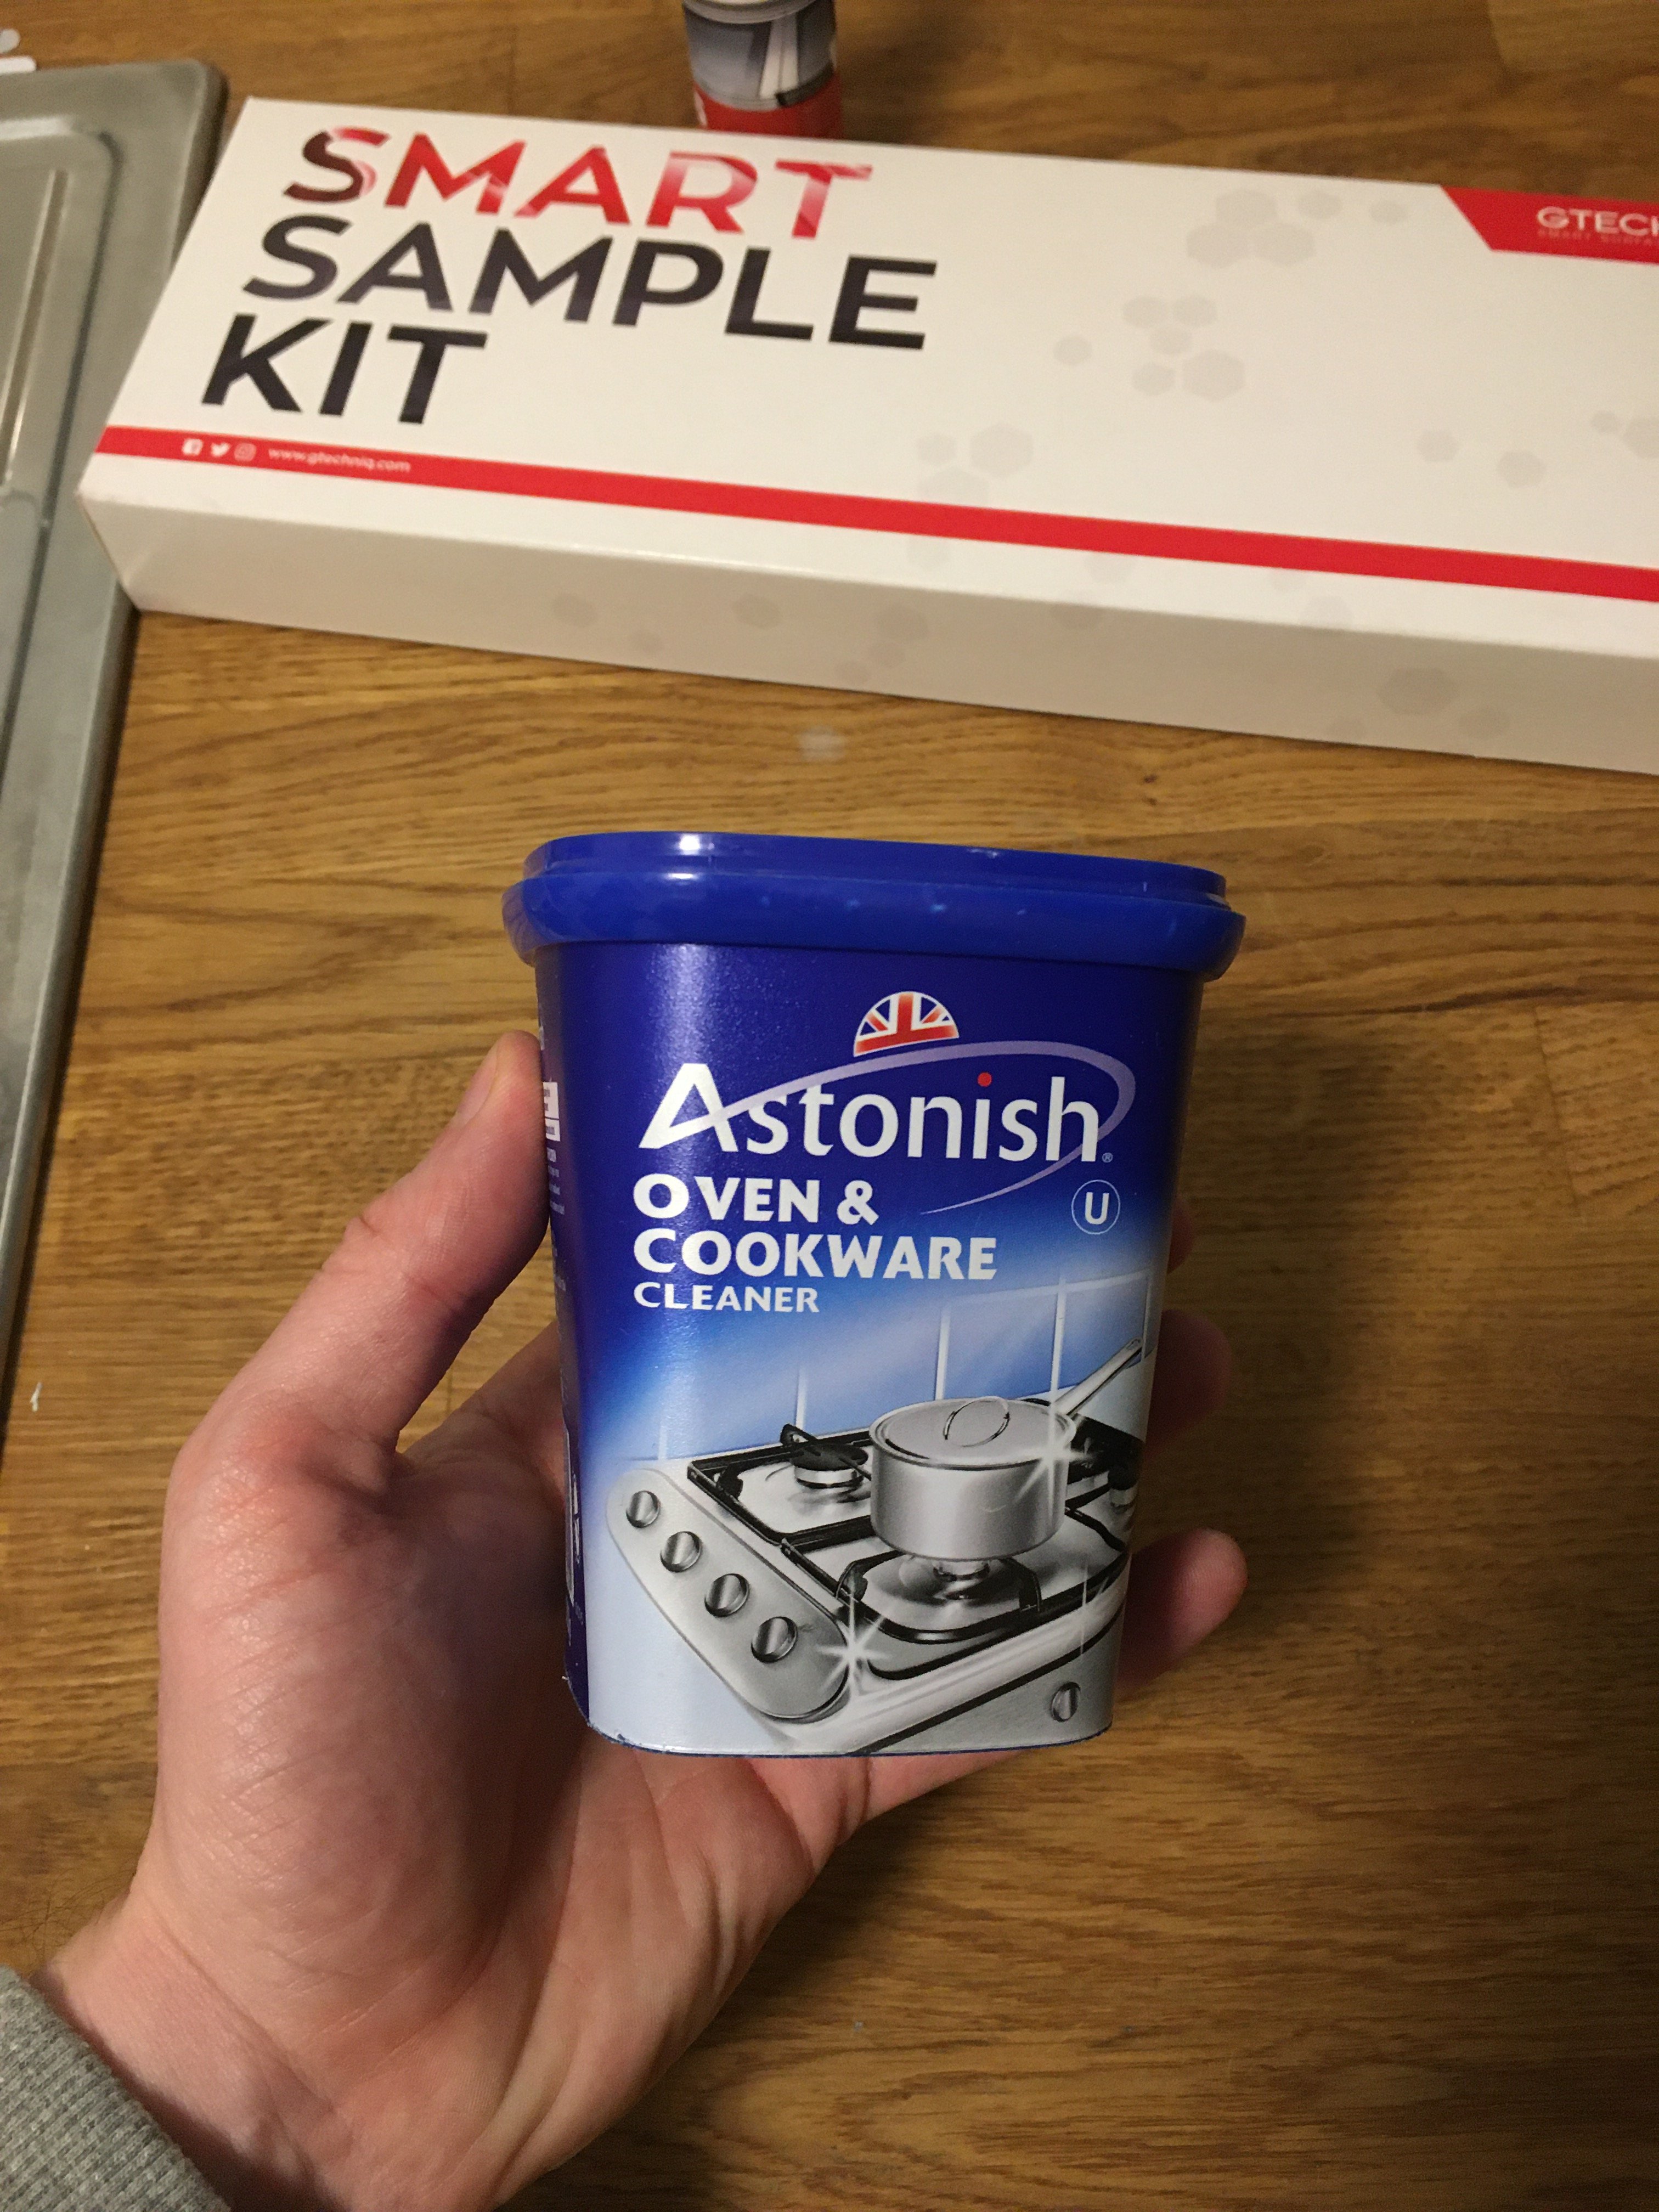 SMART
SAMPLE
KIT
GTECH
www.gtechniq.com
Astonish®
OVEN &
COOKWARE
CLEANER
U